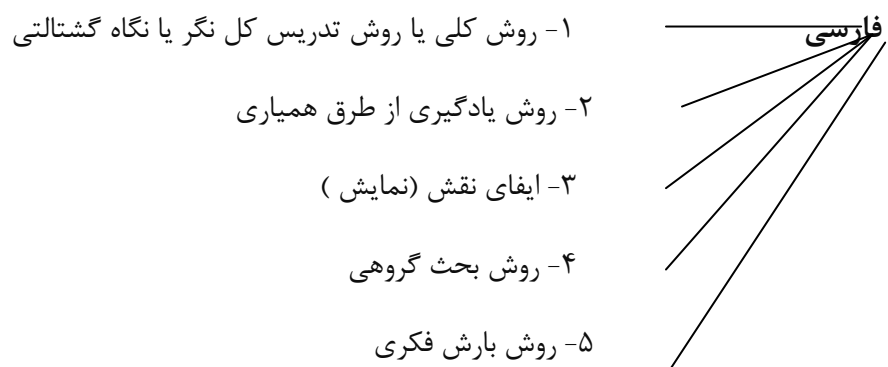 فارسی
۱- روش کلی یا روش تدریس کل نگر یا نگاه گشتالتی
۲- روش یادگیری از طرق همیاری
۳- ایفای نقش (نمایش )
۴- روش بحث گروهی
۵- روش بارش فکری